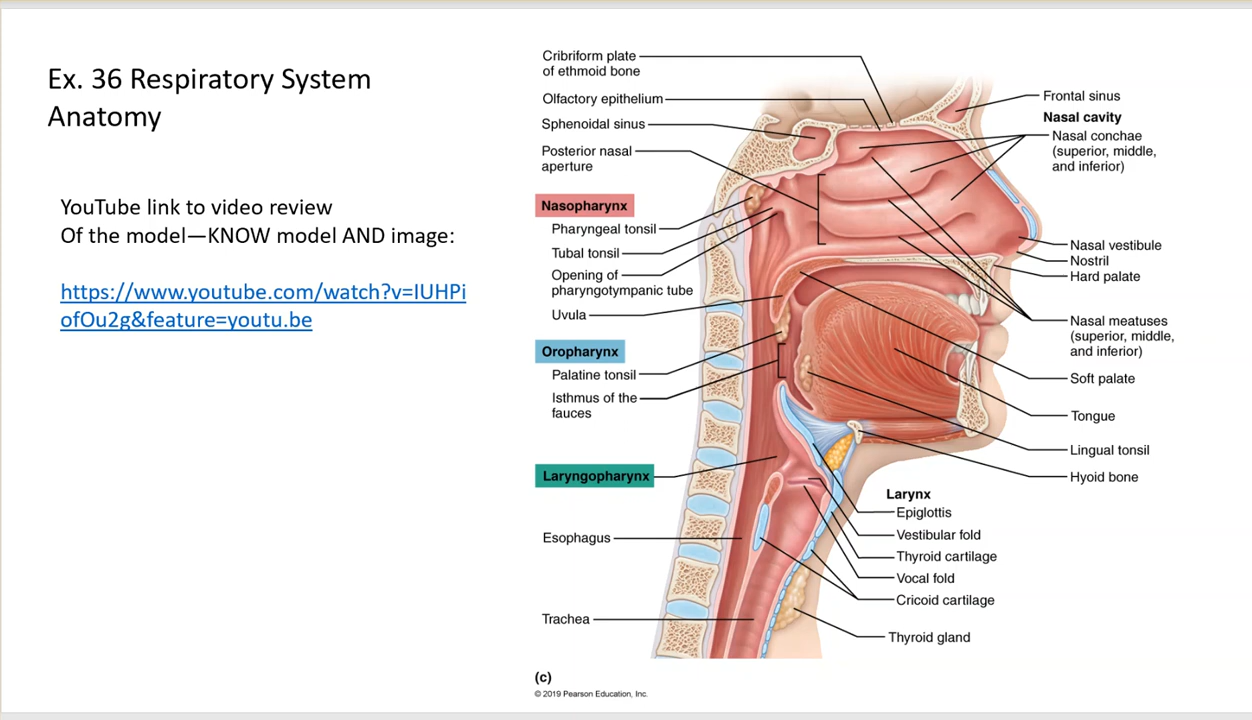 Ex. 36 Respiratory System
Anatomy
YouTube link to video review
Of the model—KNOW model AND image:
https://www.youtube.com/watch?v=IUHPi
ofOu2g&feature=youtu.be
Cribriform plate
of ethmoid bone
Olfactory epithelium
Sphenoidal sinus
Posterior nasal
aperture
Nasopharynx
Pharyngeal tonsil
Tubal tonsil
Opening of
pharyngotympanic tube
Uvula
Oropharynx
Palatine tonsil
Isthmus of the
fauces
Laryngopharynx
Esophagus
Trachea
Frontal sinus
Nasal cavity
Nasal conchae
(superior, middle,
and inferior)
Nasal vestibule
Nostril
Hard palate
Nasal meatuses
(superior, middle,
and inferior)
Soft palate
Tongue
Lingual tonsil
Hyoid bone
Larynx
Epiglottis
Vestibular fold
Thyroid cartilage
Vocal fold
Cricoid cartilage
Thyroid gland
(c)
© 2019 Pearson Education, Inc.